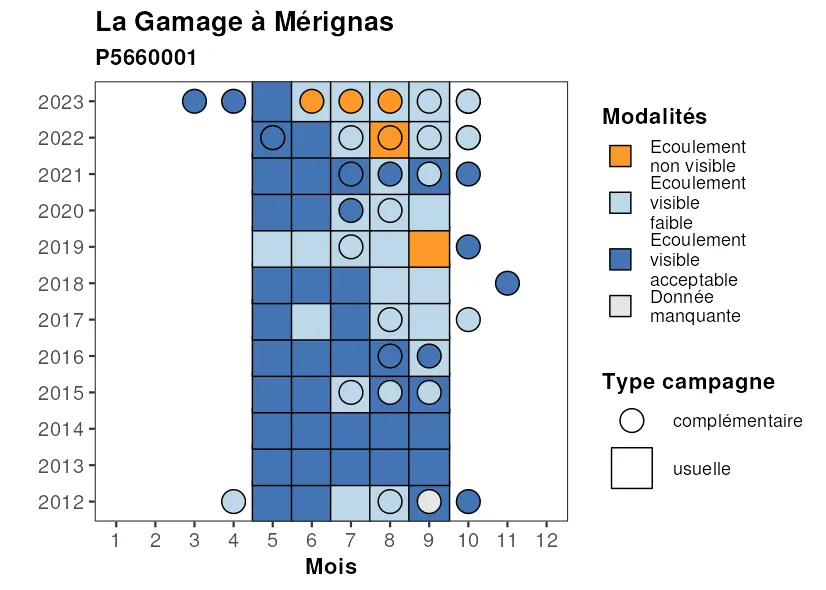 La Gamage à Mérignas
P5660001
2023
2022
2021
2020
2019
2018
2017
2016
2015
2014
2013
2012
1 2 3 4 5 6 7 8 9 10 11 12
Mois
Modalités
Ecoulement
non visible
Ecoulement
visible
faible
Ecoulement
visible
acceptable
Donnée
manquante
Type campagne
complémentaire
usuelle